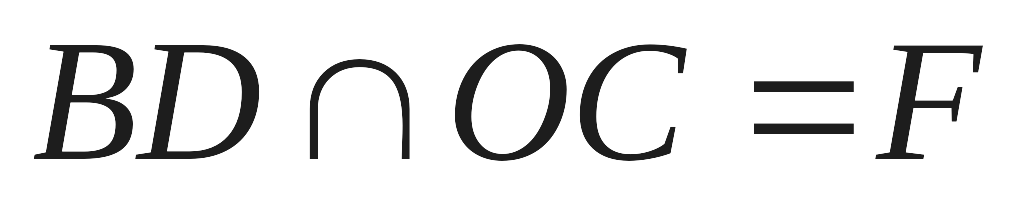 BD ∩ OC = F